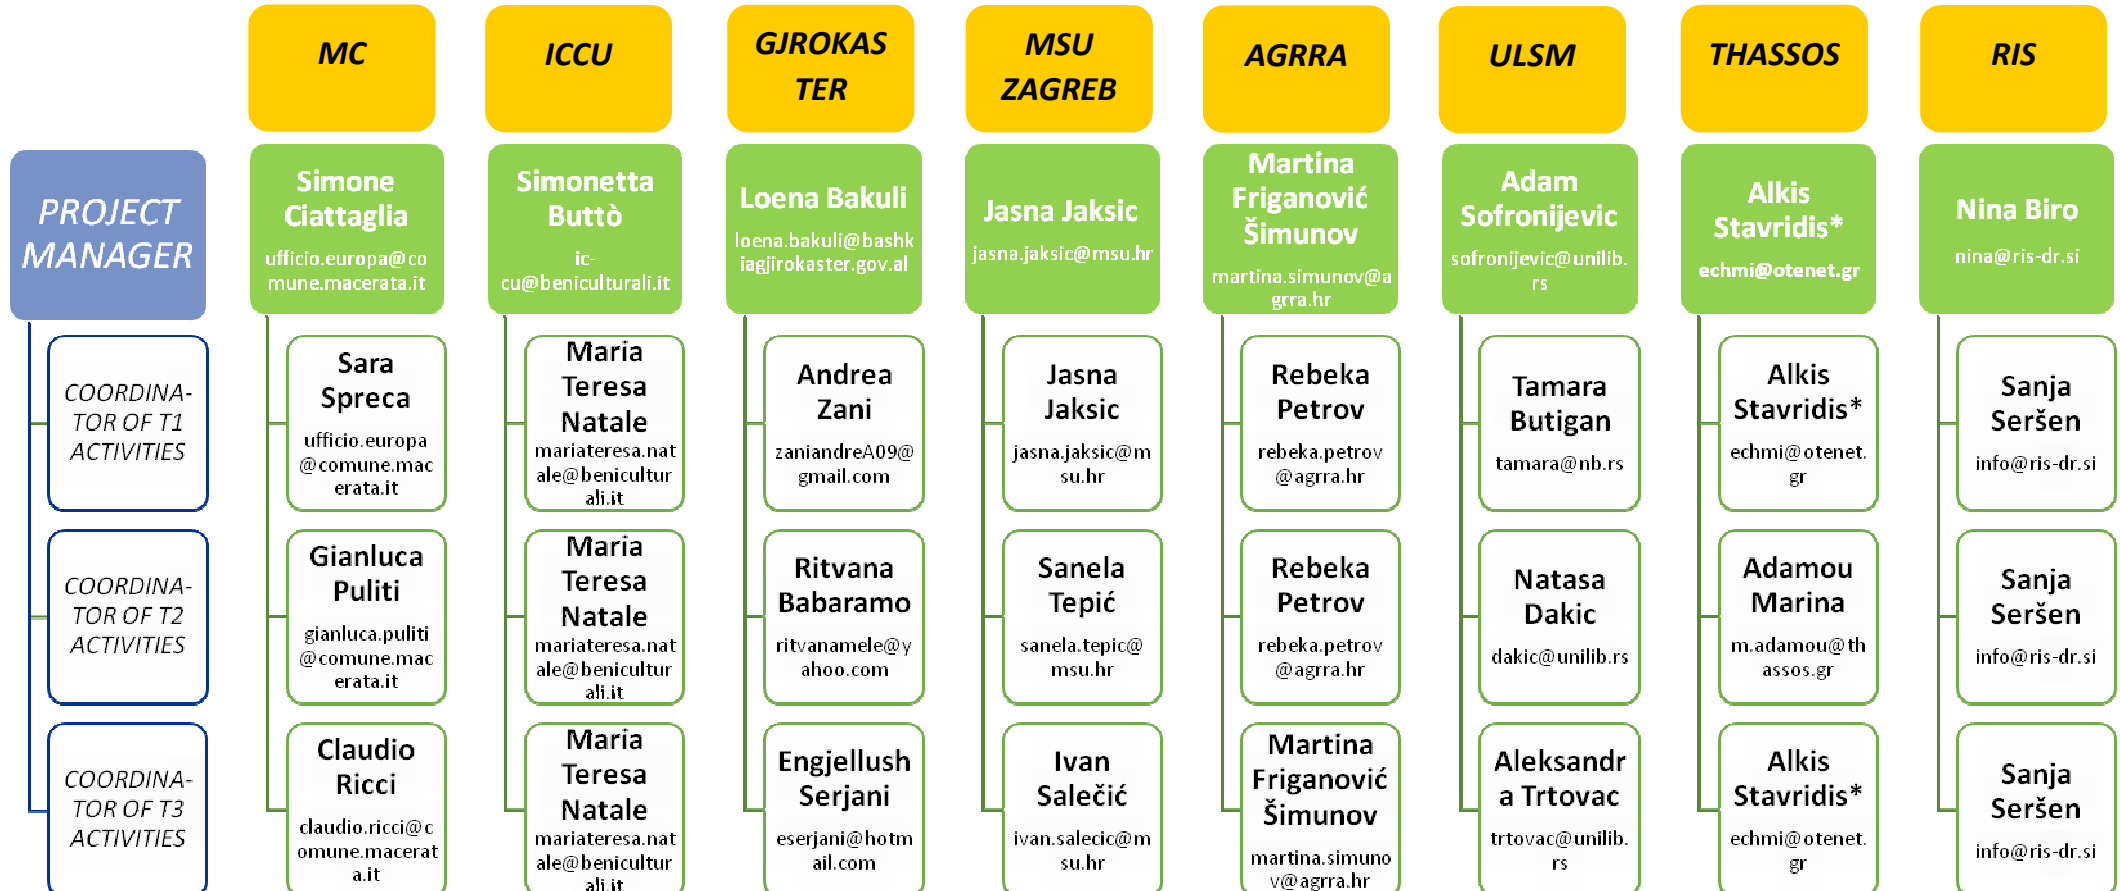 MC
ICCU
GJROKAS
TER
MSU
ZAGREB
AGRRA
ULSM
THASSOS
RIS
PROJECT
MANAGER
Simone
Ciattaglia
ufficio.europa@co
mune.macerata.it
Simonetta
Buttò
ic-
cu@beniculturali.it
Loena Bakuli
loena.bakuli@bashk
iagjirokaster.gov.al
Jasna Jaksic
jasna.jaksic@msu.hr
Martina
Friganović
Šimunov
martina.simunov@a
grra.hr
Adam
Sofronijevic
sofronijevic@unilib.
rs
Alkis
Stavridis*
echmi@otenet.gr
Nina Biro
nina@ris-dr.si
COORDINA-
TOR OF T1
ACTIVITIES
Sara
Spreca
ufficio.europa
@comune.mac
erata.it
Maria
Teresa
Natale
mariateresa.nat
ale@benicultur
ali.it
Andrea
Zani
zaniandreA09@
gmail.com
Jasna
Jaksic
jasna.jaksic@m
su.hr
Rebeka
Petrov
rebeka.petrov
@agrra.hr
Tamara
Butigan
tamara@nb.rs
Alkis
Stavridis*
echmi@otenet.
gr
Sanja
Seršen
info@ris-dr.si
COORDINA-
TOR OF T2
ACTIVITIES
Gianluca
Puliti
gianluca.puliti
@comune.mac
erata.it
Maria
Teresa
Natale
mariateresa.nat
ale@benicultur
ali.it
Ritvana
Babaramo
ritvanamele@y
ahoo.com
Sanela
Tepić
sanela.tepic@
msu.hr
Rebeka
Petrov
rebeka.petrov
@agrra.hr
Natasa
Dakic
dakic@unilib.rs
Adamou
Marina
m.adamou@th
assos.gr
Sanja
Seršen
info@ris-dr.si
COORDINA-
TOR OF T3
ACTIVITIES
Claudio
Ricci
claudio.ricci@c
omune.macerat
a.it
Maria
Teresa
Natale
mariateresa.nat
ale@benicultur
ali.it
Engjellush
Serjani
eserjani@hotm
ail.com
Ivan
Salečić
ivan.salecic@m
su.hr
Martina
Friganović
Šimunov
martina.simuno
v@agrra.hr
Aleksandr
a Trtovac
trtovac@unilib.
rs
Alkis
Stavridis*
echmi@otenet.
gr
Sanja
Seršen
info@ris-dr.si